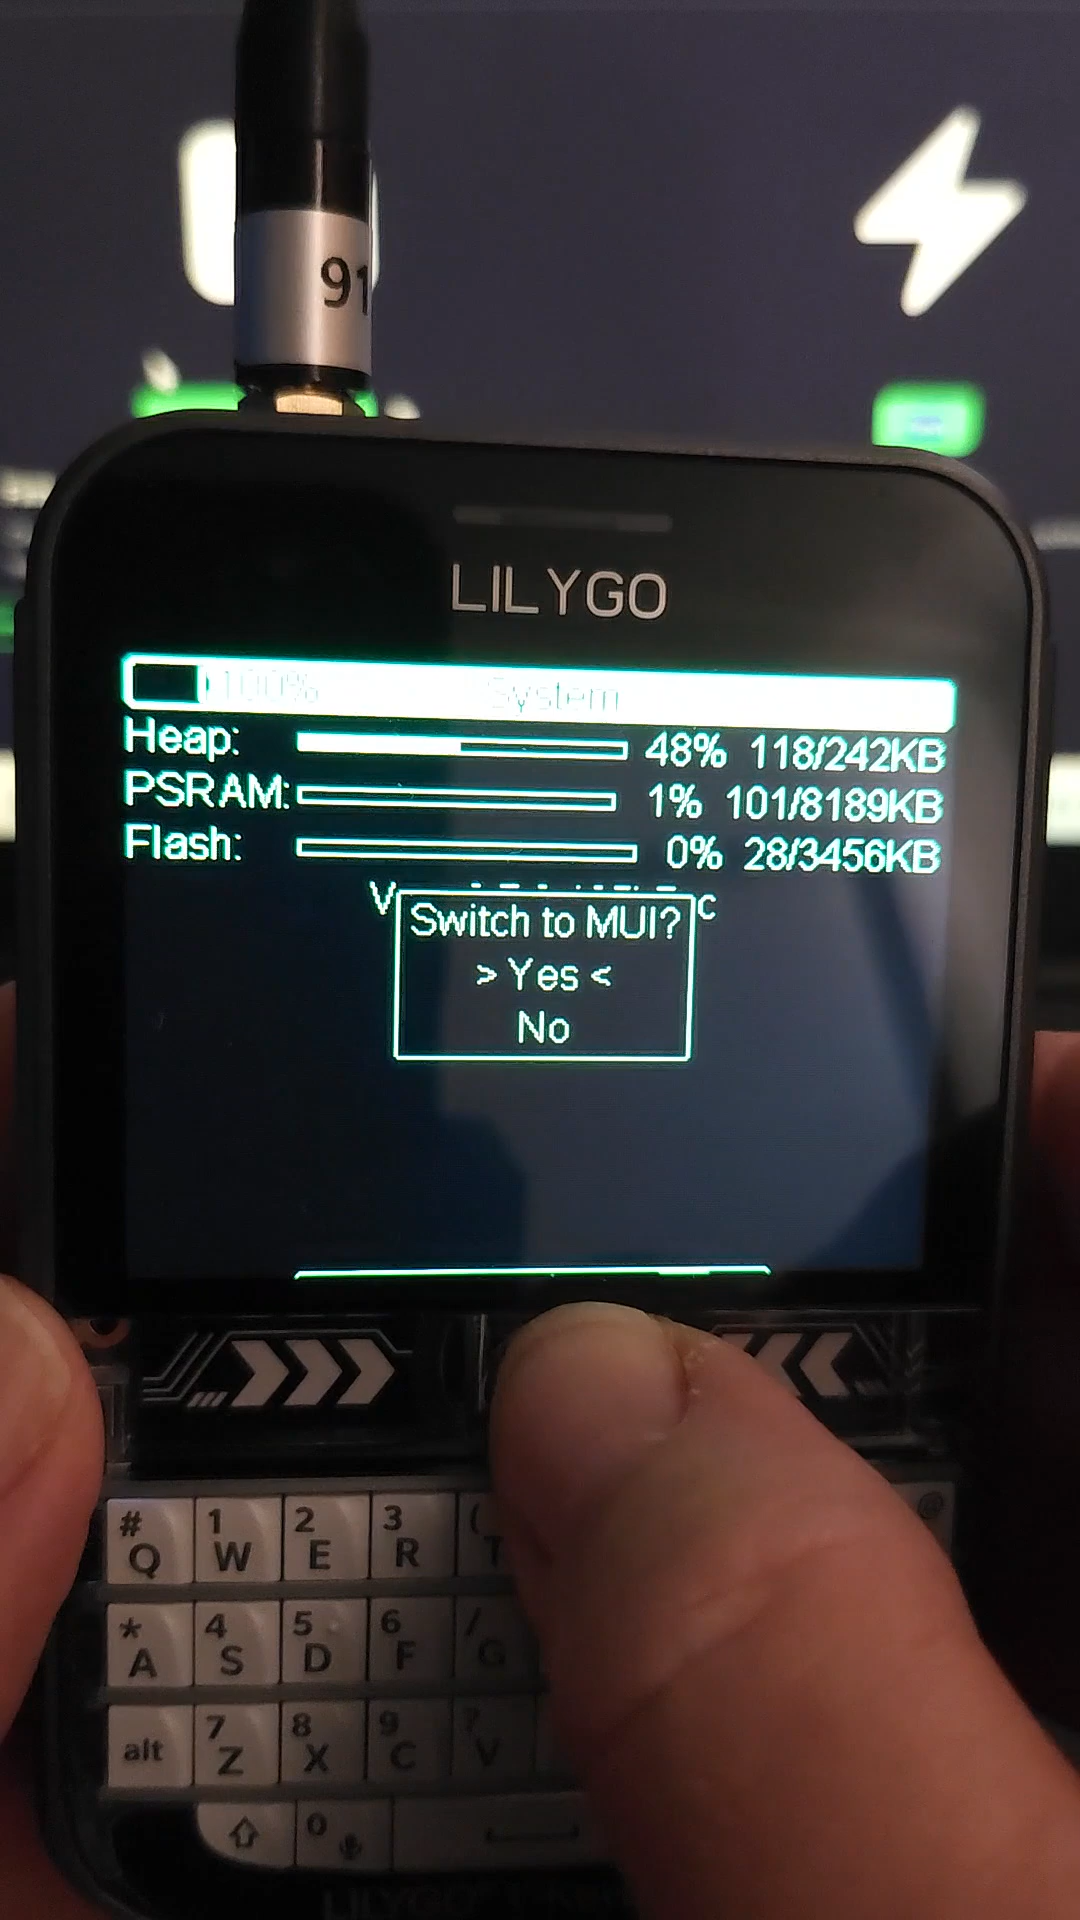 91
LILYGO
100% System
Heap: 48% 118/242KB
PSRAM: 1% 101/8189KB
Flash: 0% 28/3456KB
Switch to MUI?
> Yes <
No
# 1 2 3 (
Q W E R T
* 4 5 6 /
A S D F G
7 8 9 ?
alt Z X C V
0
LILYGO